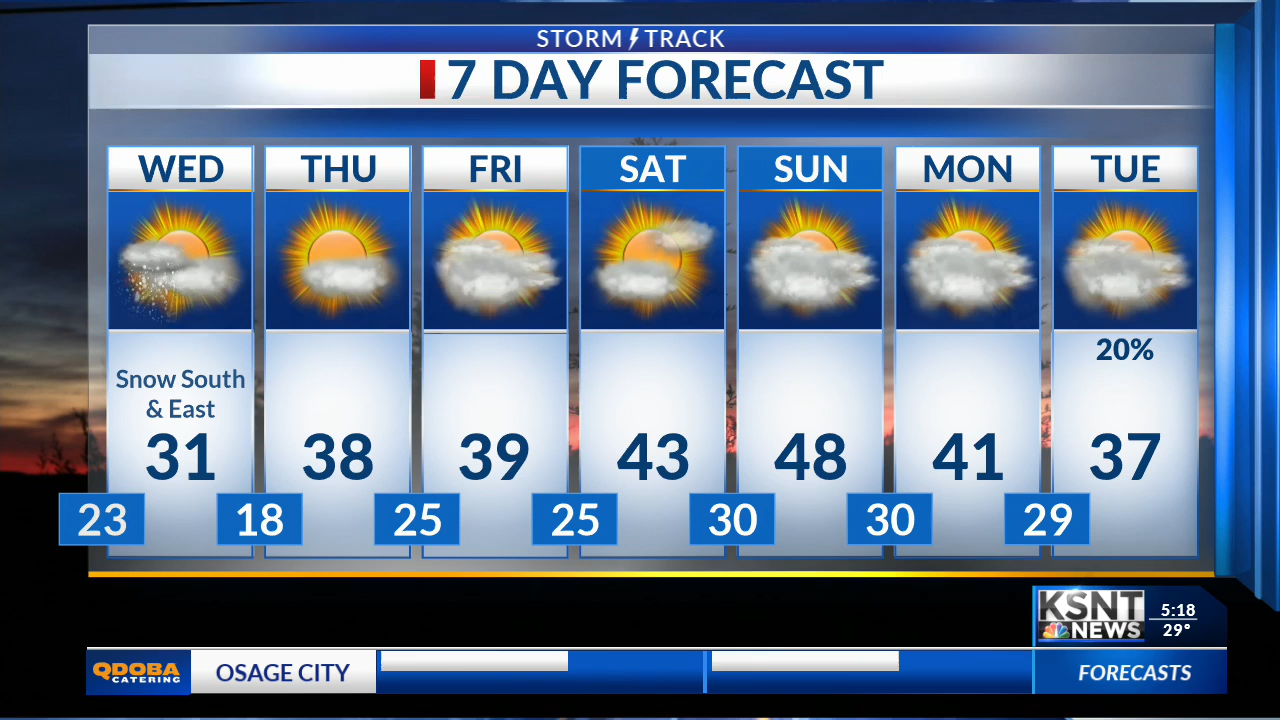 STORM TRACK
7 DAY FORECAST
WED THU FRI SAT SUN MON TUE
20%
Snow South
& East
31 38 39 43 48 41 37
23 18 25 25 30 30 29
KSNT
NEWS
5:18
29°
QDOBA
CATERING
OSAGE CITY
FORECASTS